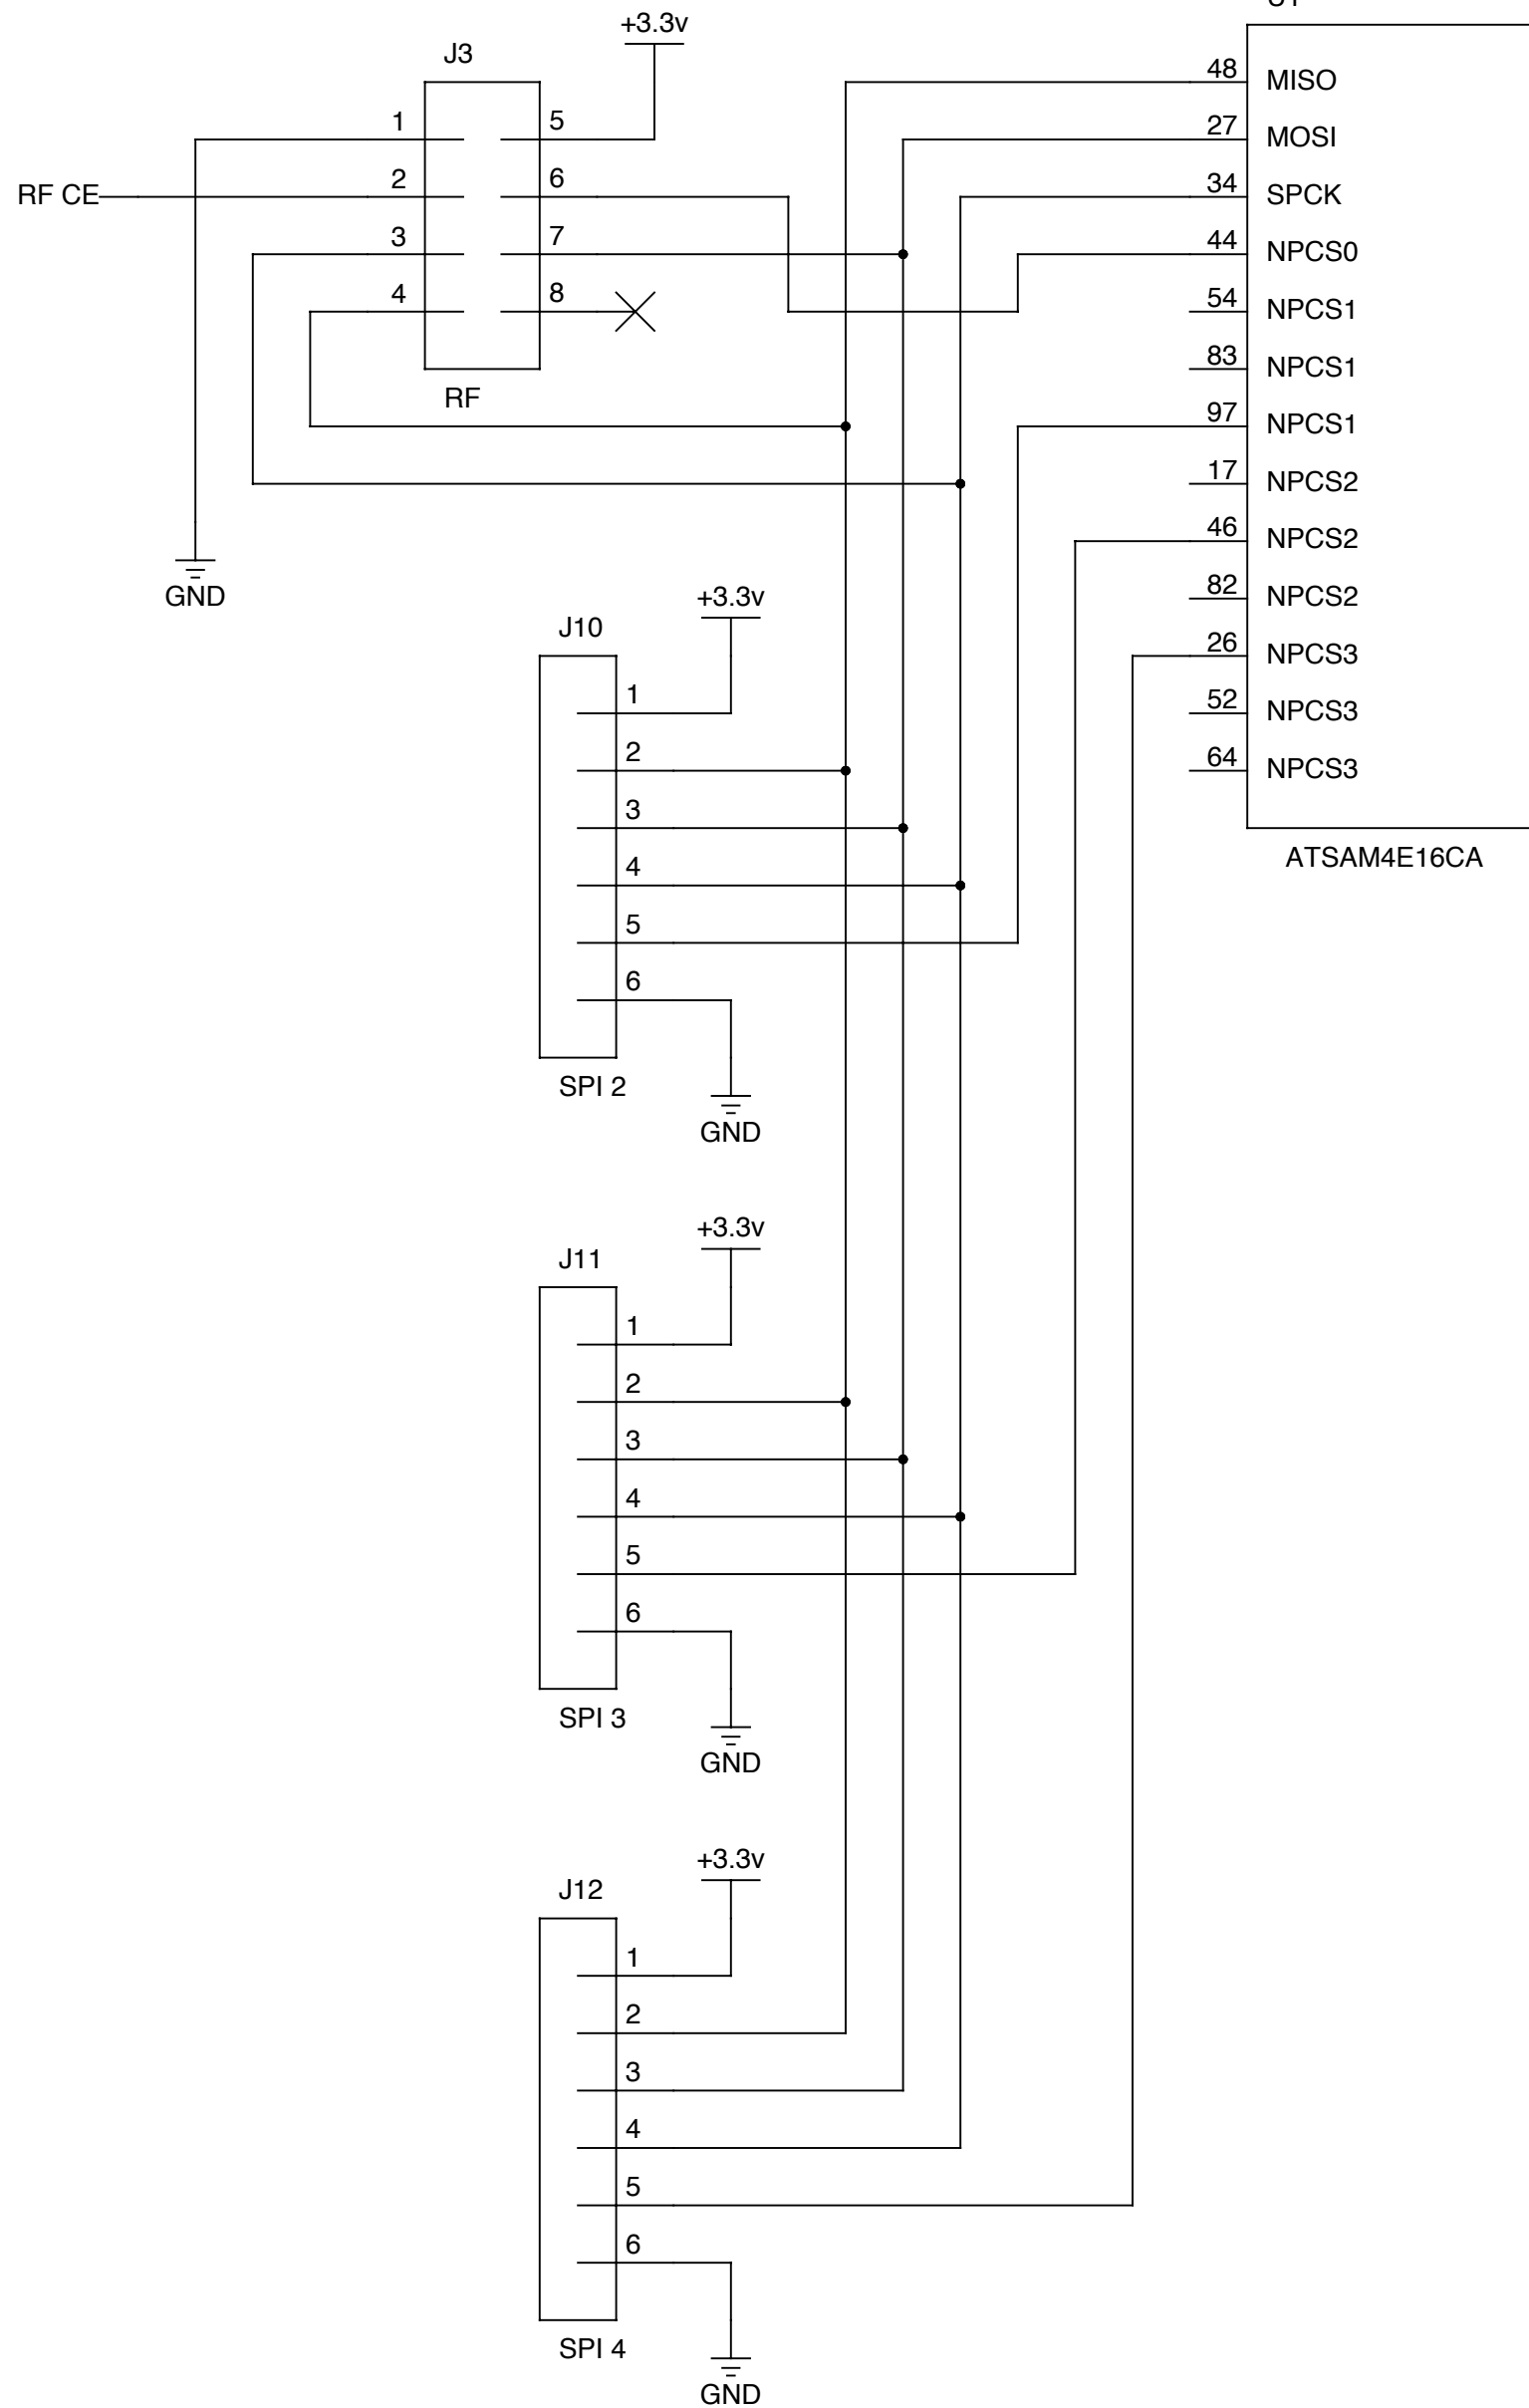 +3.3v
J3
1
5
2
6
3
7
4
8
RF CE
RF
GND
48 MISO
27 MOSI
34 SPCK
44 NPCS0
54 NPCS1
83 NPCS1
97 NPCS1
17 NPCS2
46 NPCS2
82 NPCS2
26 NPCS3
52 NPCS3
64 NPCS3
ATSAM4E16CA
+3.3v
J10
1
2
3
4
5
6
SPI 2
GND
+3.3v
J11
1
2
3
4
5
6
SPI 3
GND
+3.3v
J12
1
2
3
4
5
6
SPI 4
GND